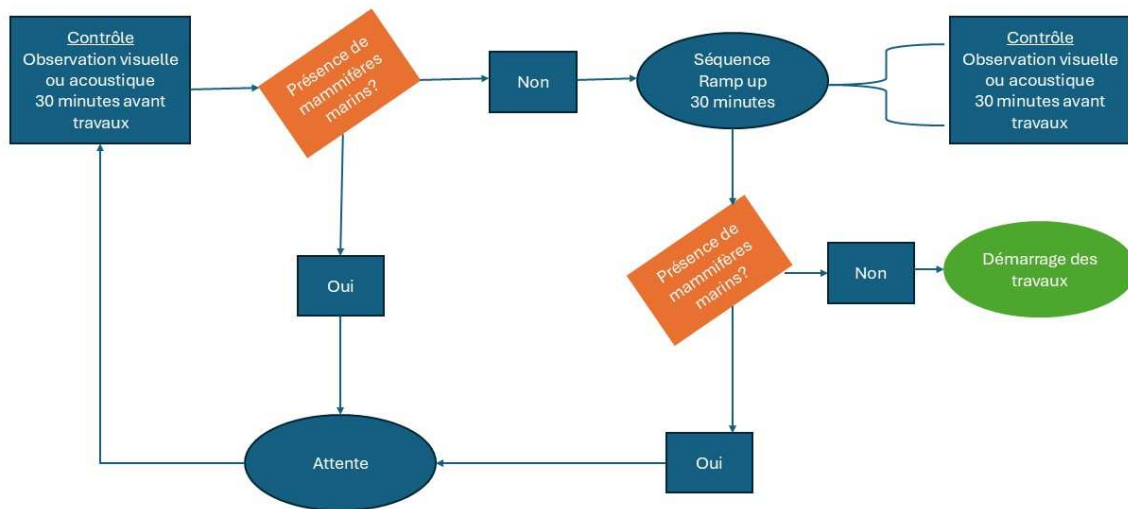 Contrôle
Observation visuelle
ou acoustique
30 minutes avant
travaux
Présence de
mammifères
marins?
Non
Séquence
Ramp up
30 minutes
Contrôle
Observation visuelle
ou acoustique
30 minutes avant
travaux
Oui
Présence de
mammifères
marins?
Non
Démarrage des
travaux
Attente
Oui